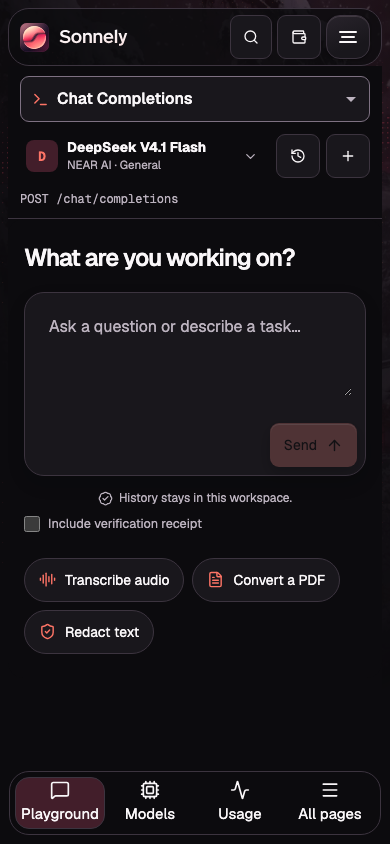 Sonnely
Chat Completions
D
DeepSeek V4.1 Flash
NEAR AI · General
POST /chat/completions
What are you working on?
Ask a question or describe a task…
Send
History stays in this workspace.
Include verification receipt
Transcribe audio
Convert a PDF
Redact text
Playground
Models
Usage
All pages